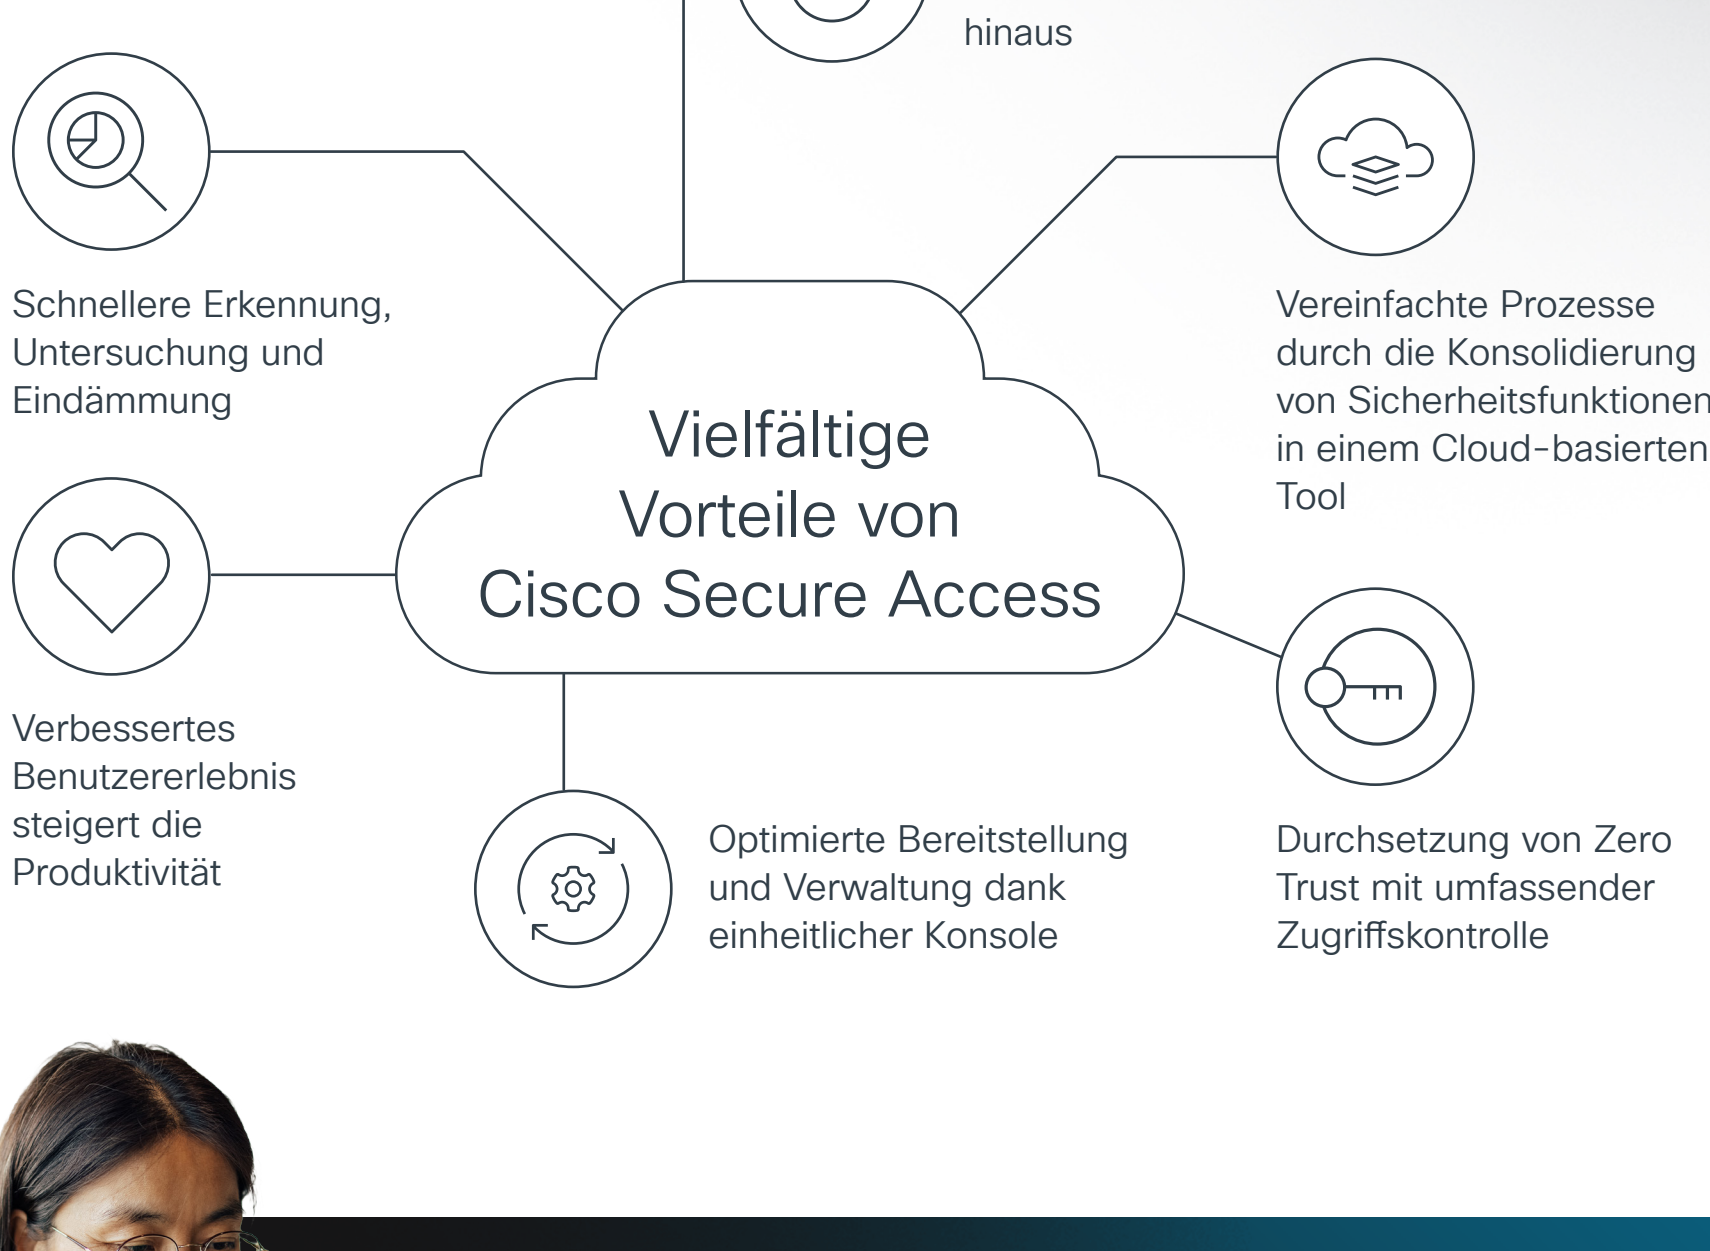 hinaus
Schnellere Erkennung,
Untersuchung und
Eindämmung
Vereinfachte Prozesse
durch die Konsolidierung
von Sicherheitsfunktionen
in einem Cloud-basierten
Tool
Vielfältige
Vorteile von
Cisco Secure Access
Verbessertes
Benutzererlebnis
steigert die
Produktivität
Optimierte Bereitstellung
und Verwaltung dank
einheitlicher Konsole
Durchsetzung von Zero
Trust mit umfassender
Zugriffskontrolle